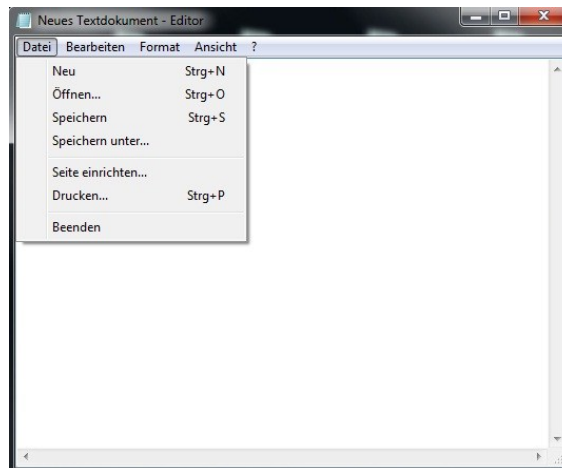 Neues Textdokument - Editor
Datei Bearbeiten Format Ansicht ?
Neu Strg+N
Öffnen... Strg+O
Speichern Strg+S
Speichern unter...
Seite einrichten...
Drucken... Strg+P
Beenden